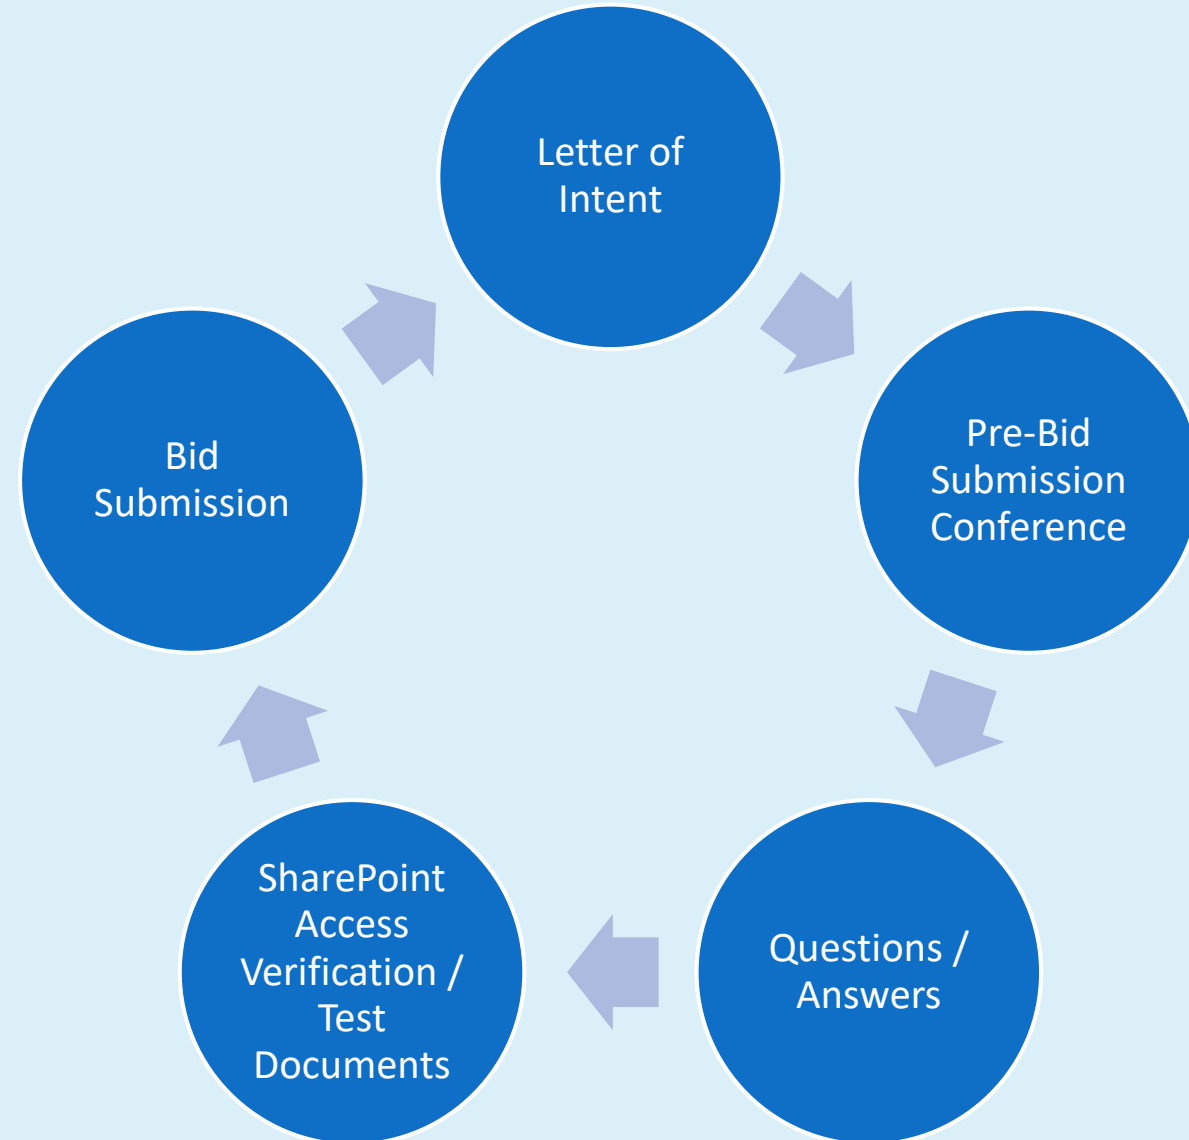 Letter of
Intent
Pre-Bid
Submission
Conference
Questions /
Answers
SharePoint
Access
Verification /
Test
Documents
Bid
Submission